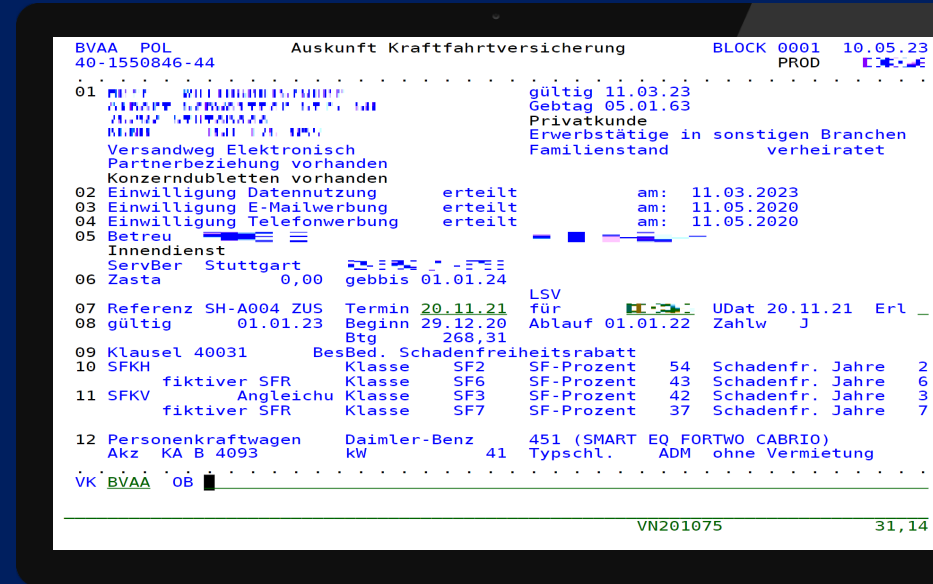 BVAA POL Auskunft Kraftfahrtversicherung BLOCK 0001 10.05.23
40-1550846-44 PROD
01 gültig 11.03.23
Gebtag 05.01.63
Privatkunde
Erwerbstätige in sonstigen Branchen
Versandweg Elektronisch Familienstand verheiratet
Partnerbeziehung vorhanden
Konzerndubletten vorhanden
02 Einwilligung Datennutzung erteilt am: 11.03.2023
03 Einwilligung E-Mailwerbung erteilt am: 11.05.2020
04 Einwilligung Telefonwerbung erteilt am: 11.05.2020
05 Betreu
Innendienst
ServBer Stuttgart
06 Zasta 0,00 gebbis 01.01.24
LSV
07 Referenz SH-A004 ZUS Termin 20.11.21 für UDat 20.11.21 Erl _
08 gültig 01.01.23 Beginn 29.12.20 Ablauf 01.01.22 Zahlw J
Btg 268,31
09 Klausel 40031 BesBed. Schadenfreiheitsrabatt
10 SFKH Klasse SF2 SF-Prozent 54 Schadenfr. Jahre 2
fiktiver SFR Klasse SF6 SF-Prozent 43 Schadenfr. Jahre 6
11 SFKV Angleichu Klasse SF3 SF-Prozent 42 Schadenfr. Jahre 3
fiktiver SFR Klasse SF7 SF-Prozent 37 Schadenfr. Jahre 7
12 Personenkraftwagen Daimler-Benz 451 (SMART EQ FORTWO CABRIO)
Akz KA B 4093 kW 41 Typschl. ADM ohne Vermietung
VK BVAA OB
VN201075 31,14